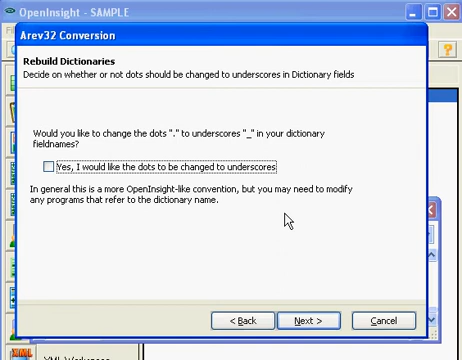 OpenInsight - SAMPLE
Arev32 Conversion
Rebuild Dictionaries
Decide on whether or not dots should be changed to underscores in Dictionary fields
Would you like to change the dots "." to underscores "_" in your dictionary
fieldnames?
Yes, I would like the dots to be changed to underscores
In general this is a more OpenInsight-like convention, but you may need to modify
any programs that refer to the dictionary name.
< Back
Next >
Cancel